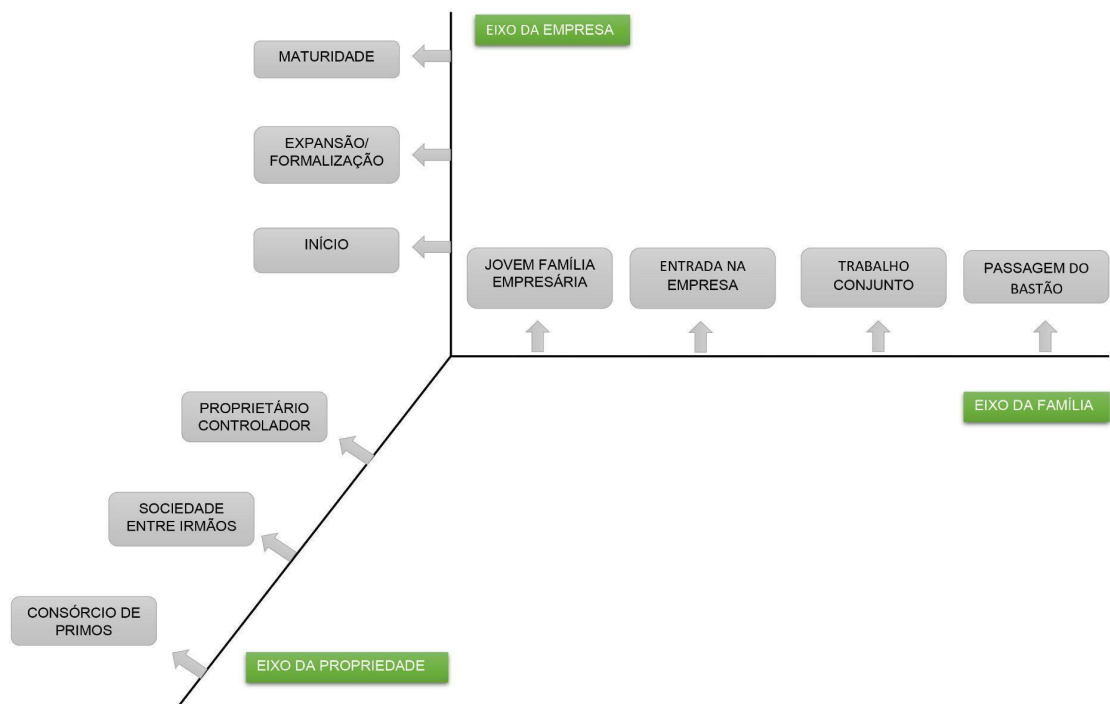 EIXO DA EMPRESA
MATURIDADE
EXPANSÃO/
FORMALIZAÇÃO
INÍCIO
JOVEM FAMÍLIA
EMPRESÁRIA
ENTRADA NA
EMPRESA
TRABALHO
CONJUNTO
PASSAGEM DO
BASTÃO
EIXO DA FAMÍLIA
PROPRIETÁRIO
CONTROLADOR
SOCIEDADE
ENTRE IRMÃOS
CONSÓRCIO DE
PRIMOS
EIXO DA PROPRIEDADE